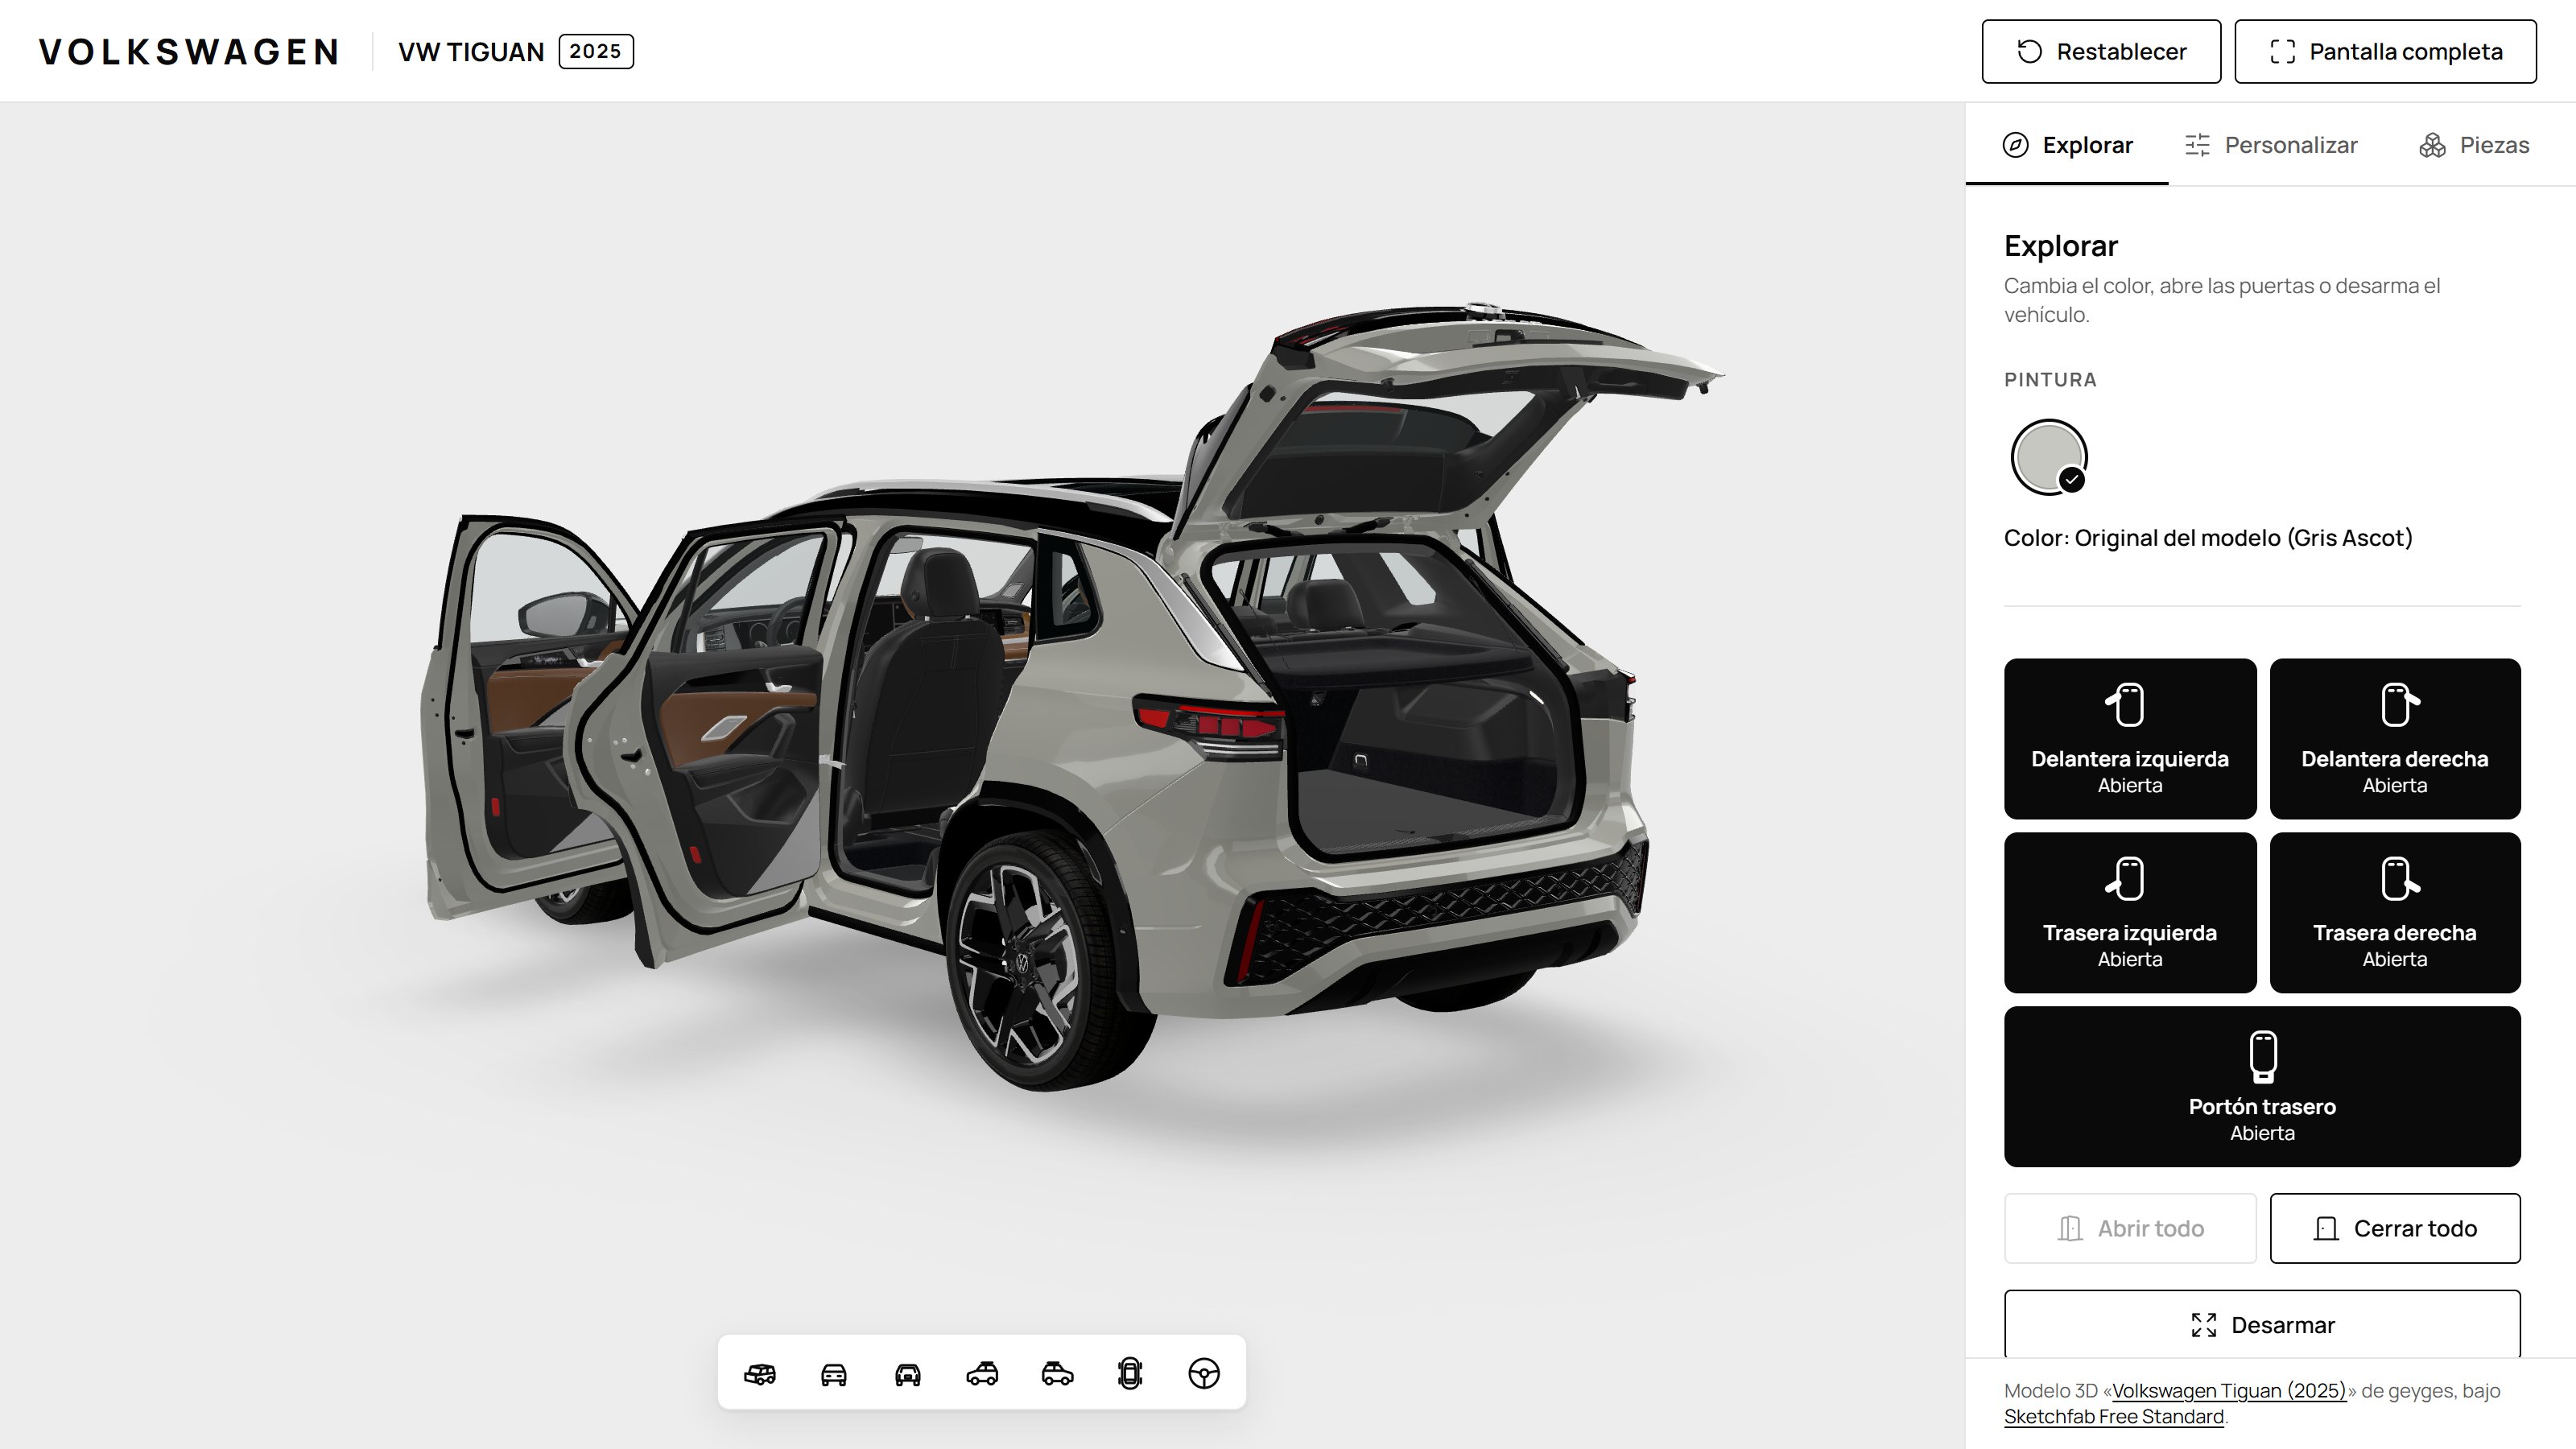 VOLKSWAGEN
VW TIGUAN
2025
Restablecer
Pantalla completa
Explorar
Personalizar
Piezas
Explorar
Cambia el color, abre las puertas o desarma el
vehículo.
PINTURA
Color: Original del modelo (Gris Ascot)
Delantera izquierda
Abierta
Delantera derecha
Abierta
Trasera izquierda
Abierta
Trasera derecha
Abierta
Portón trasero
Abierta
Abrir todo
Cerrar todo
Desarmar
Modelo 3D «Volkswagen Tiguan (2025)» de geyges, bajo
Sketchfab Free Standard.